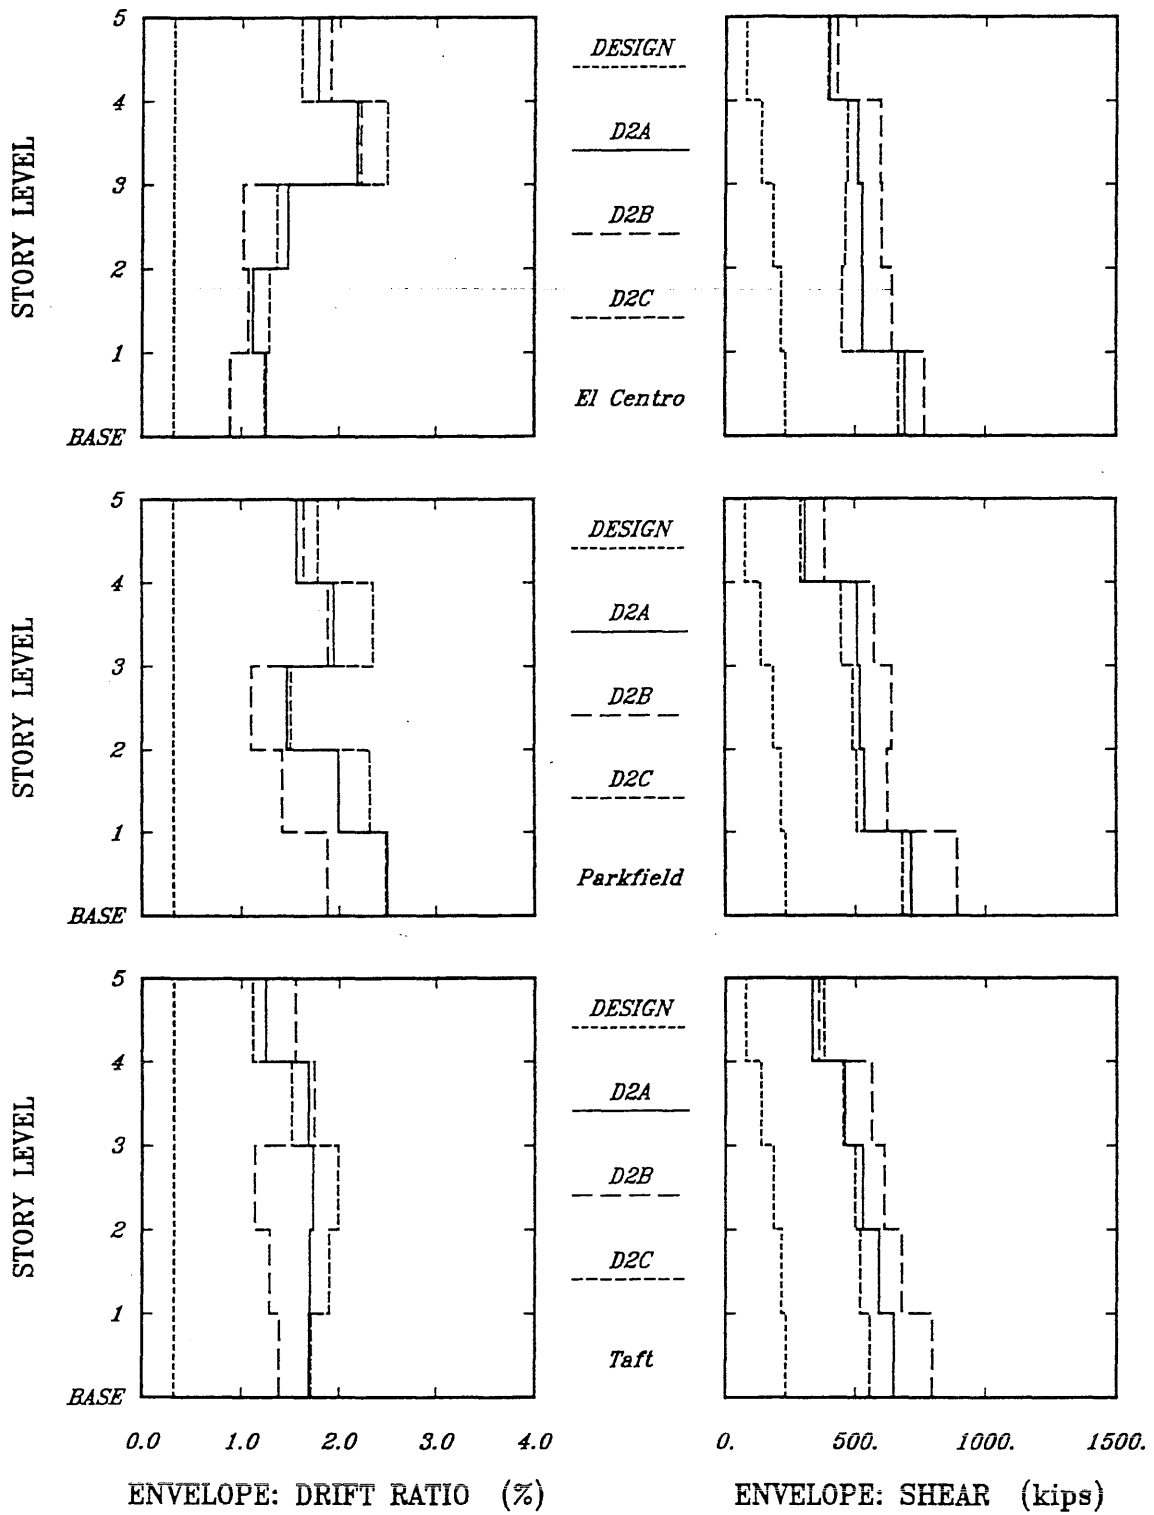 5
4
3
2
1
BASE
STORY LEVEL
DESIGN
D2A
D2B
D2C
El Centro
5
4
3
2
1
BASE
STORY LEVEL
DESIGN
D2A
D2B
D2C
Parkfield
5
4
3
2
1
BASE
STORY LEVEL
DESIGN
D2A
D2B
D2C
Taft
0.0 1.0 2.0 3.0 4.0
0. 500. 1000. 1500.
ENVELOPE: DRIFT RATIO (%)
ENVELOPE: SHEAR (kips)